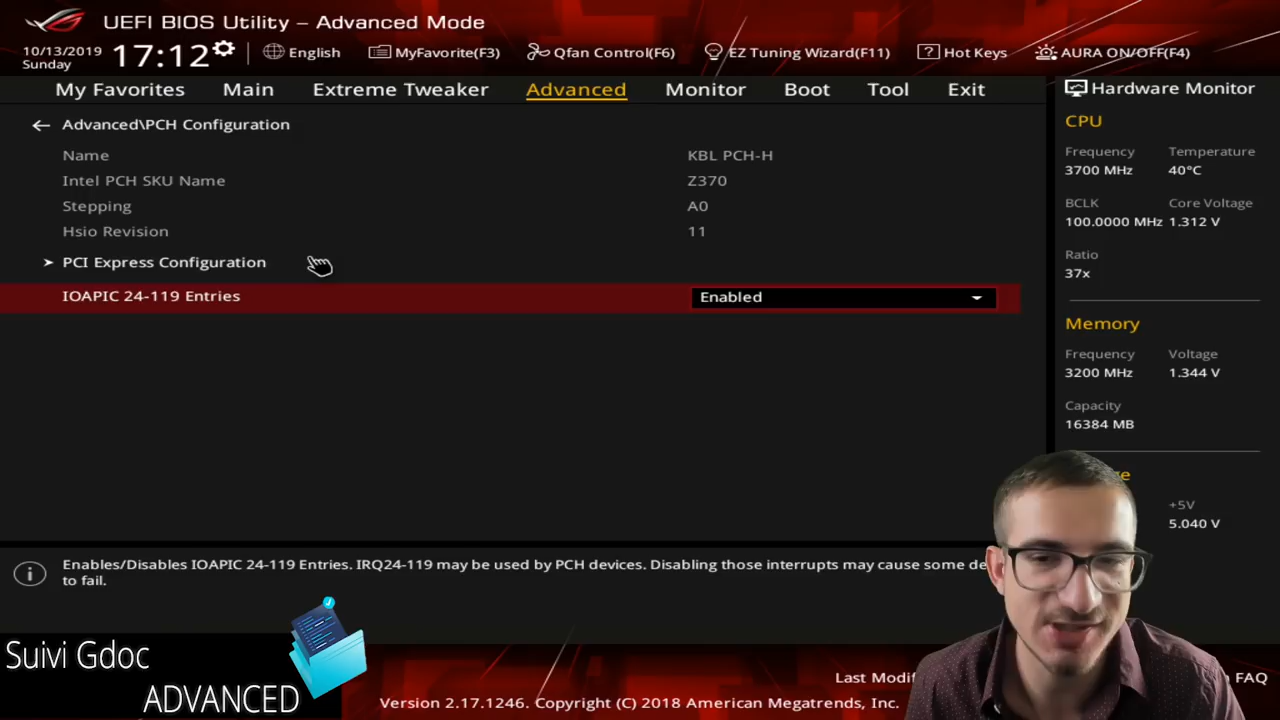 UEFI BIOS Utility – Advanced Mode
10/13/2019
Sunday
17:12
English
MyFavorite(F3)
Qfan Control(F6)
EZ Tuning Wizard(F11)
? Hot Keys
AURA ON/OFF(F4)
My Favorites Main Extreme Tweaker Advanced Monitor Boot Tool Exit
Hardware Monitor
Advanced\PCH Configuration
Name KBL PCH-H
Intel PCH SKU Name Z370
Stepping A0
Hsio Revision 11
PCI Express Configuration
IOAPIC 24-119 Entries Enabled
CPU
Frequency Temperature
3700 MHz 40°C
BCLK Core Voltage
100.0000 MHz 1.312 V
Ratio
37x
Memory
Frequency Voltage
3200 MHz 1.344 V
Capacity
16384 MB
+5V
5.040 V
Enables/Disables IOAPIC 24-119 Entries. IRQ24-119 may be used by PCH devices. Disabling those interrupts may cause some
to fail.
Suivi Gdoc
ADVANCED
Last
FAQ
Version 2.17.1246. Copyright (C) 2018 American Megatrends, Inc.